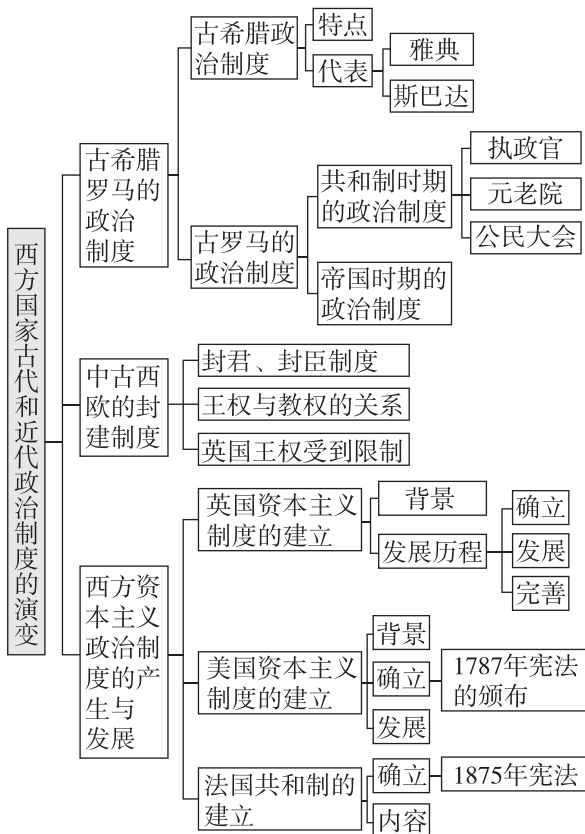 西方国家古代和近代政治制度的演变
古希腊
罗马的
政治
制度
古希腊政
治制度
特点
代表
雅典
斯巴达
古罗马的
政治制度
共和制时期
的政治制度
执政官
元老院
公民大会
帝国时期的
政治制度
中古西
欧的封
建制度
封君、封臣制度
王权与教权的关系
英国王权受到限制
西方资
本主义
政治制
度的产
生与
发展
英国资本主义
制度的建立
背景
发展历程
确立
发展
完善
美国资本主义
制度的建立
背景
确立
1787年宪法
的颁布
发展
法国共和制的
建立
确立
1875年宪法
内容